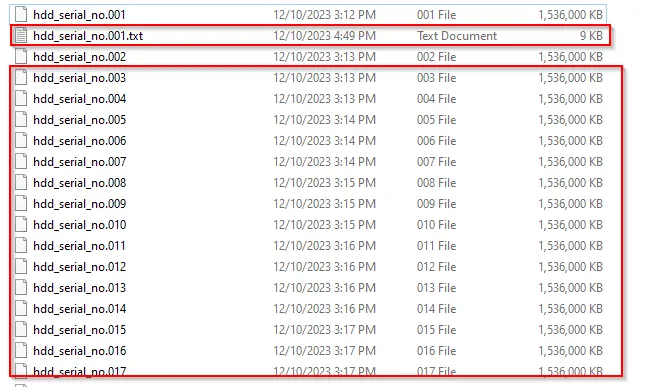 hdd_serial_no.001 12/10/2023 3:12 PM 001 File 1,536,000 KB
hdd_serial_no.001.txt 12/10/2023 4:49 PM Text Document 9 KB
hdd_serial_no.002 12/10/2023 3:13 PM 002 File 1,536,000 KB
hdd_serial_no.003 12/10/2023 3:13 PM 003 File 1,536,000 KB
hdd_serial_no.004 12/10/2023 3:13 PM 004 File 1,536,000 KB
hdd_serial_no.005 12/10/2023 3:14 PM 005 File 1,536,000 KB
hdd_serial_no.006 12/10/2023 3:14 PM 006 File 1,536,000 KB
hdd_serial_no.007 12/10/2023 3:14 PM 007 File 1,536,000 KB
hdd_serial_no.008 12/10/2023 3:15 PM 008 File 1,536,000 KB
hdd_serial_no.009 12/10/2023 3:15 PM 009 File 1,536,000 KB
hdd_serial_no.010 12/10/2023 3:15 PM 010 File 1,536,000 KB
hdd_serial_no.011 12/10/2023 3:16 PM 011 File 1,536,000 KB
hdd_serial_no.012 12/10/2023 3:16 PM 012 File 1,536,000 KB
hdd_serial_no.013 12/10/2023 3:16 PM 013 File 1,536,000 KB
hdd_serial_no.014 12/10/2023 3:16 PM 014 File 1,536,000 KB
hdd_serial_no.015 12/10/2023 3:17 PM 015 File 1,536,000 KB
hdd_serial_no.016 12/10/2023 3:17 PM 016 File 1,536,000 KB
hdd_serial_no.017 12/10/2023 3:17 PM 017 File 1,536,000 KB